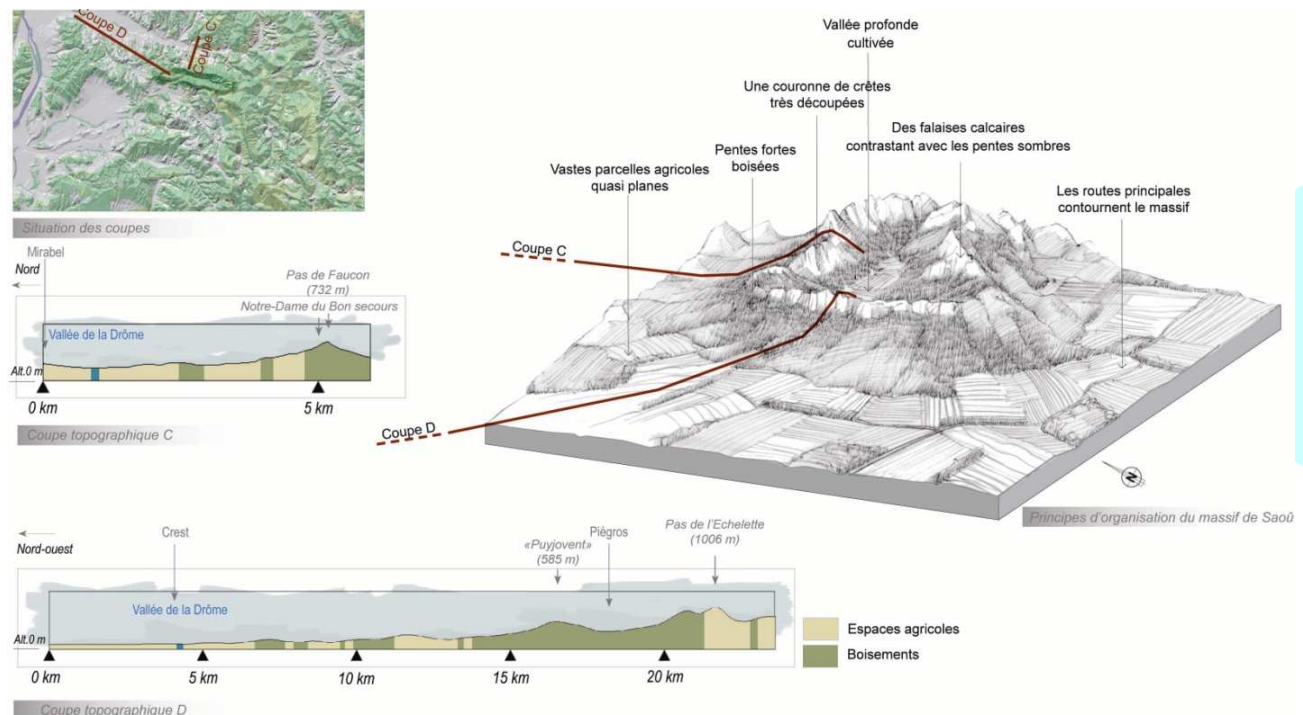 Coupe D
Coupe C
Situation des coupes
Vallée profonde
cultivée
Une couronne de crêtes
très découpées
Des falaises calcaires
contrastant avec les pentes sombres
Pentes fortes
boisées
Vastes parcelles agricoles
quasi planes
Les routes principales
contournent le massif
Coupe C
Coupe D
N
Principes d'organisation du massif de Saoû
Mirabel
Nord
Pas de Faucon
(732 m)
Notre-Dame du Bon secours
Vallée de la Drôme
Alt.0 m
0 km
5 km
Coupe topographique C
Nord-ouest
Crest
«Puyjovent»
(585 m)
Piégros
Pas de l'Echelette
(1006 m)
Vallée de la Drôme
Alt.0 m
0 km
5 km
10 km
15 km
20 km
Espaces agricoles
Boisements
Coupe topographique D